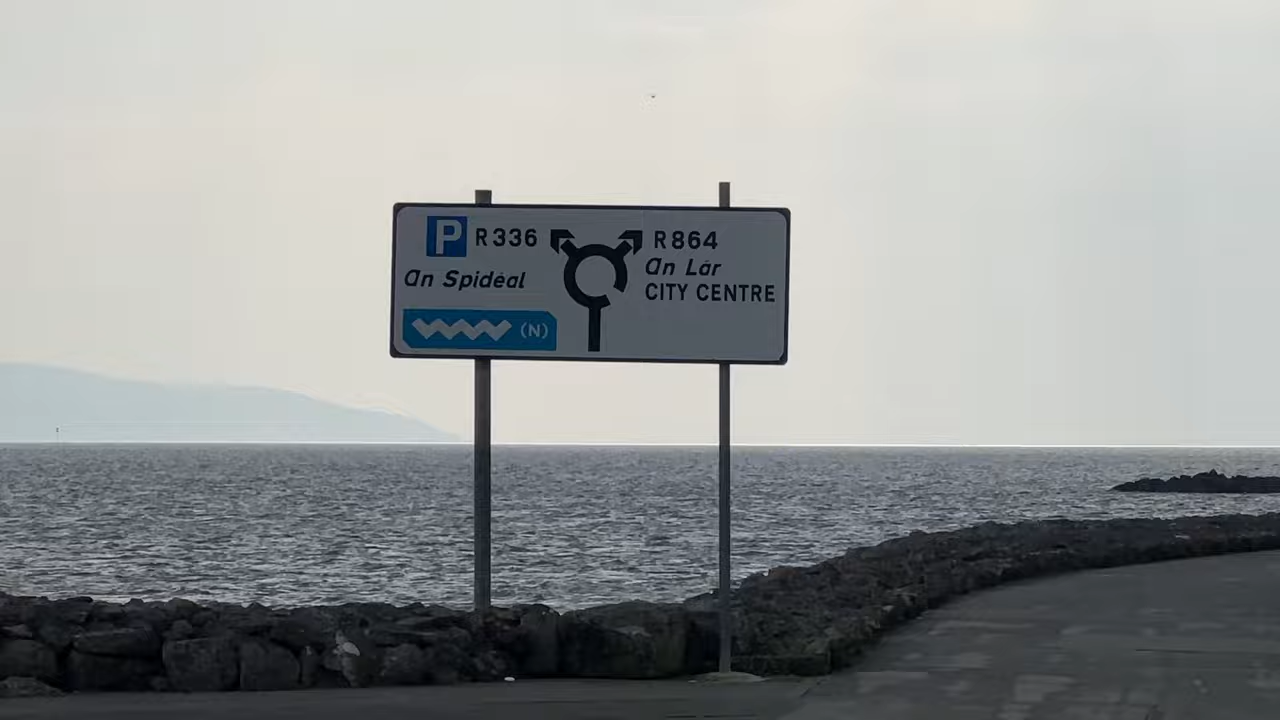 P R336
An Spidéal
(N)
R864
An Lár
CITY CENTRE